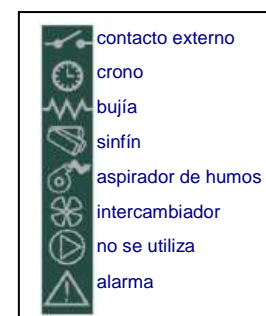 contacto externo
crono
bujía
sinfín
aspirador de humos
intercambiador
no se utiliza
alarma